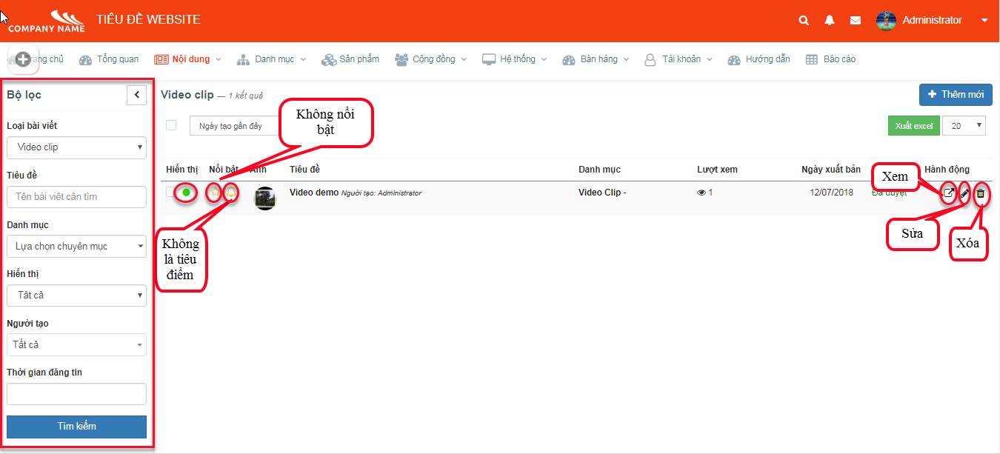 COMPANY NAME
TIÊU ĐỀ WEBSITE
Administrator
Trang chủ Tổng quan Nội dung Danh mục Sản phẩm Cộng đồng Hệ thống Bán hàng Tài khoản Hướng dẫn Báo cáo
Bộ lọc
Loại bài viết
Video clip
Tiêu đề
Tên bài viết cần tìm
Danh mục
Lựa chọn chuyên mục
Hiển thị
Tất cả
Người tạo
Tất cả
Thời gian đăng tin
Tìm kiếm
Video clip — 1 kết quả
Thêm mới
Ngày tạo gần đây
Xuất excel
20
Không nổi
bật
Hiển thị Nổi bật Ảnh Tiêu đề Danh mục Lượt xem Ngày xuất bản Hành động
Video demo Người tạo: Administrator Video Clip - 1 12/07/2018 Đã duyệt
Xem
Sửa
Xóa
Không
là tiêu
điểm